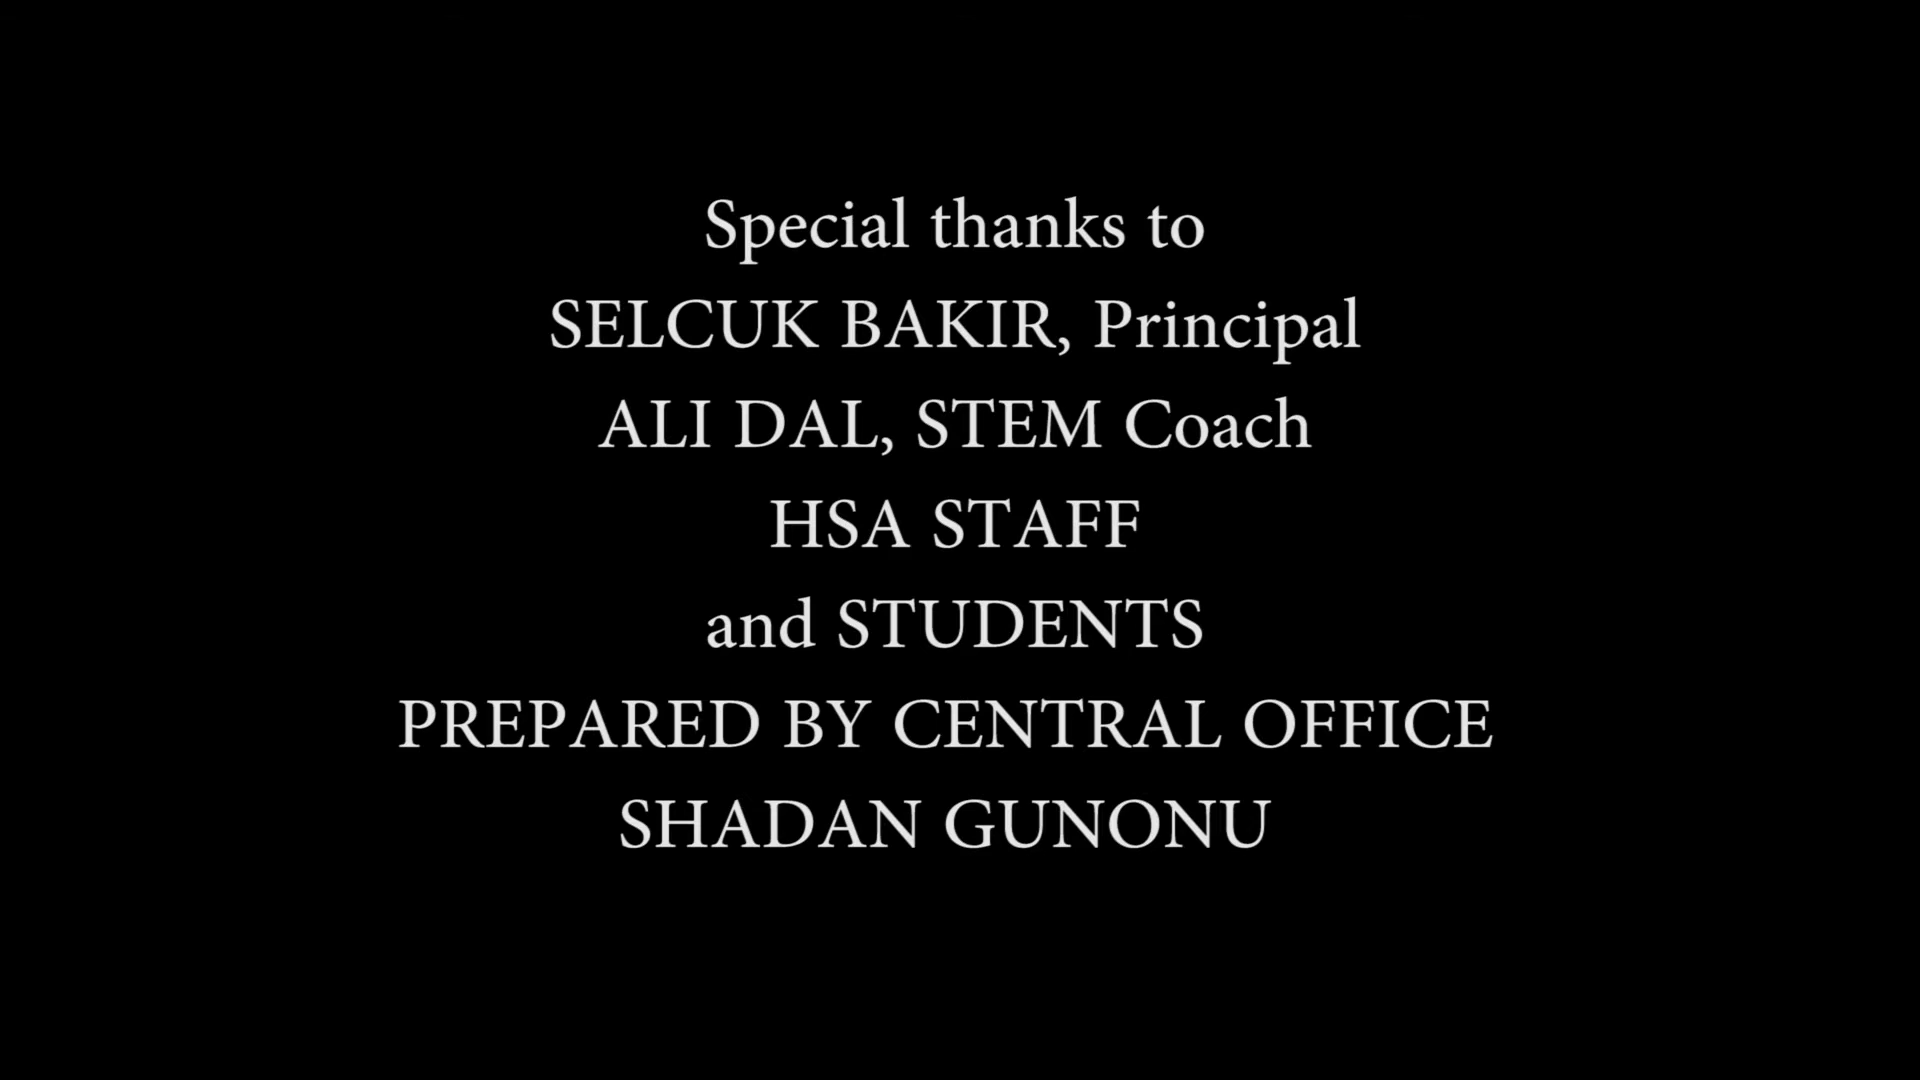 Special thanks to
SELCUK BAKIR, Principal
ALI DAL, STEM Coach
HSA STAFF
and STUDENTS
PREPARED BY CENTRAL OFFICE
SHADAN GUNONU